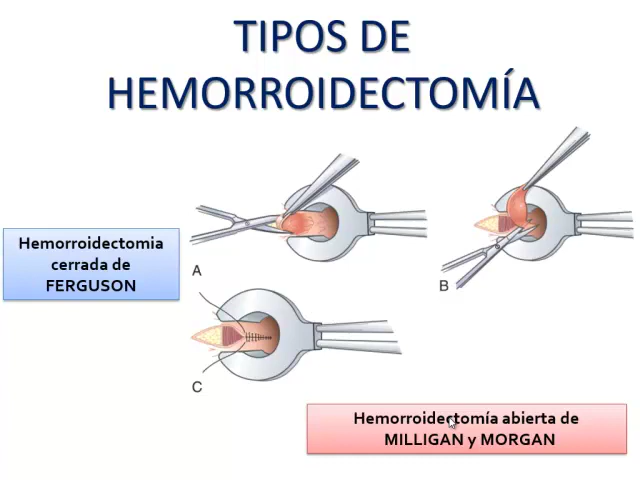 TIPOS DE
HEMORROIDECTOMÍA
Hemorroidectomia
cerrada de
FERGUSON
A
B
C
Hemorroidectomía abierta de
MILLIGAN y MORGAN